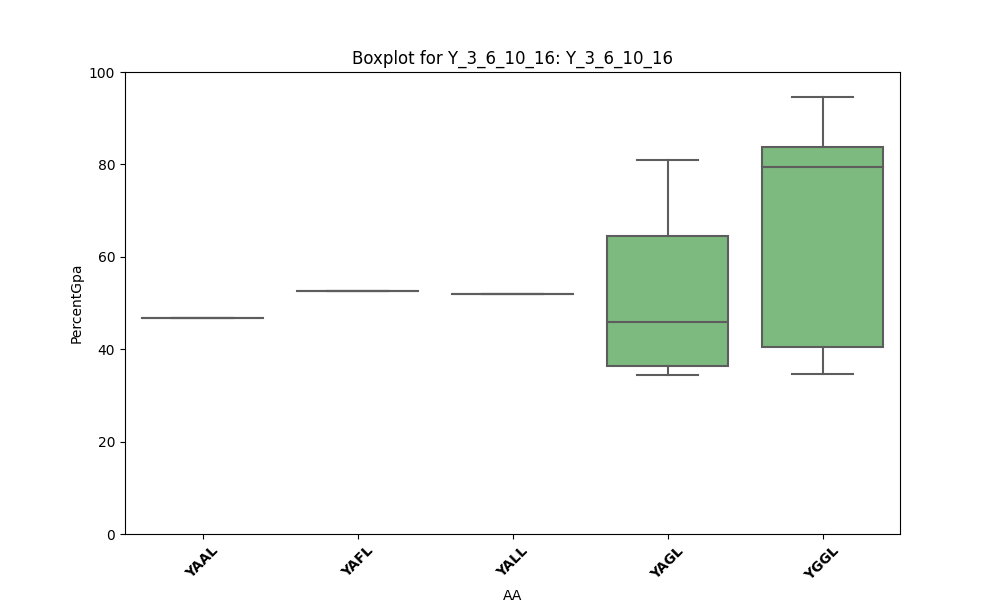 Boxplot for Y_3_6_10_16: Y_3_6_10_16
100
80
60
40
20
0
PercentGpa
YAAL
YAFL
YALL
YAGL
YGGL
AA